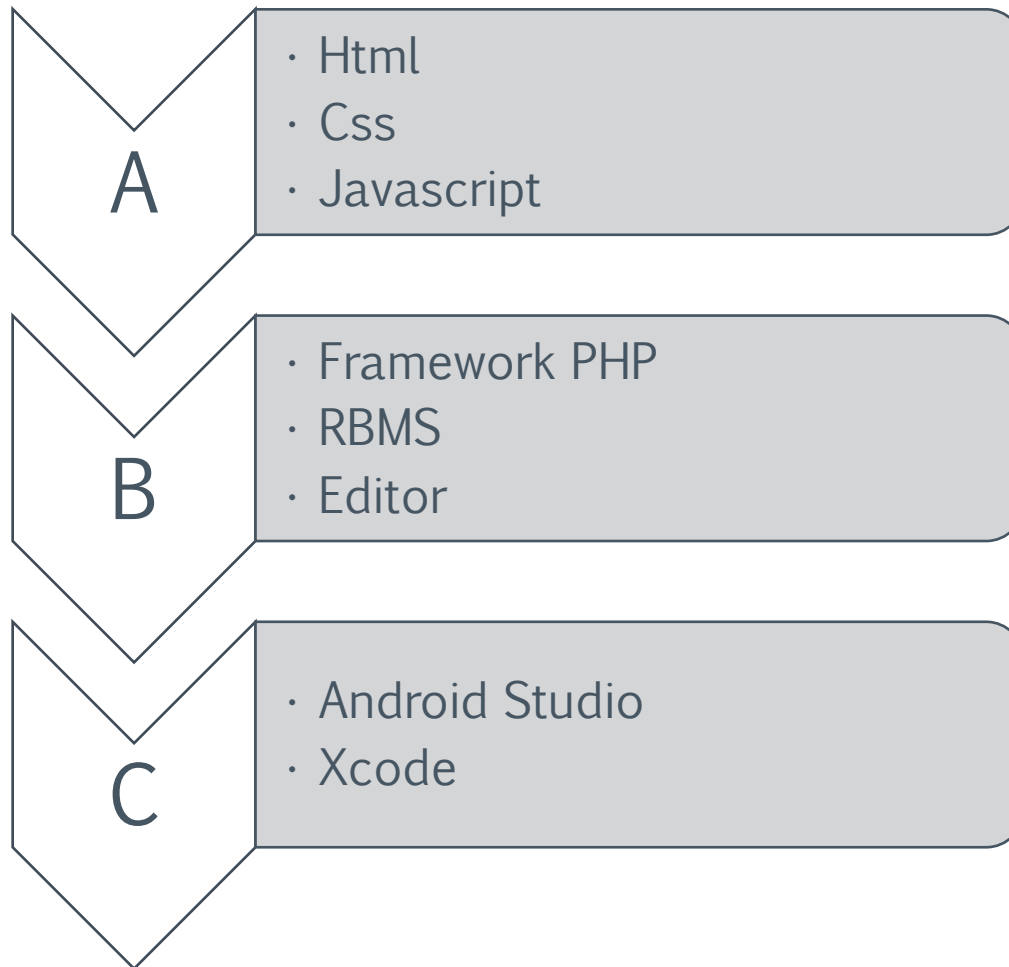 A
· Html
· Css
· Javascript
B
· Framework PHP
· RBMS
· Editor
C
· Android Studio
· Xcode